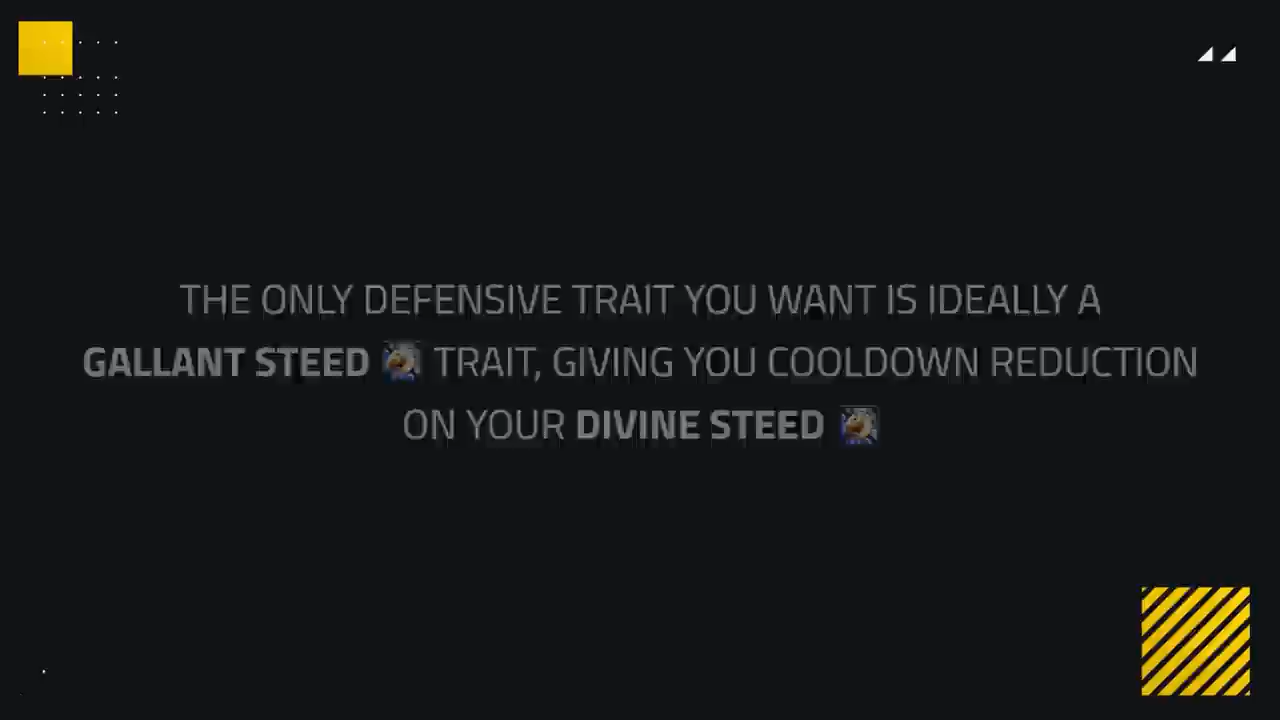 THE ONLY DEFENSIVE TRAIT YOU WANT IS IDEALLY A
GALLANT STEED TRAIT, GIVING YOU COOLDOWN REDUCTION
ON YOUR DIVINE STEED